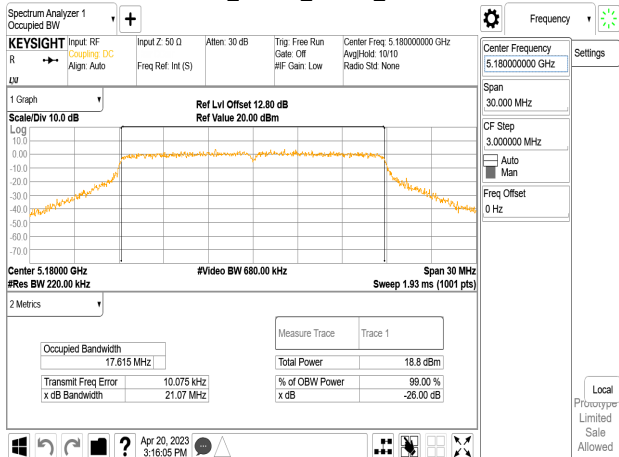 Spectrum Analyzer 1
Occupied BW
Frequency
KEYSIGHT
R
Input: RF
Coupling: DC
Align: Auto
Input Z: 50 Ω
Freq Ref: Int (S)
Atten: 30 dB
Trig: Free Run
Gate: Off
#IF Gain: Low
Center Freq: 5.180000000 GHz
Avg|Hold: 10/10
Radio Std: None
LXI
Center Frequency
5.180000000 GHz
Settings
Span
30.000 MHz
CF Step
3.000000 MHz
Auto
Man
Freq Offset
0 Hz
1 Graph
Scale/Div 10.0 dB
Ref Lvl Offset 12.80 dB
Ref Value 20.00 dBm
Log
10.0
0.00
-10.0
-20.0
-30.0
-40.0
-50.0
-60.0
-70.0
Center 5.18000 GHz
#Video BW 680.00 kHz
Span 30 MHz
#Res BW 220.00 kHz
Sweep 1.93 ms (1001 pts)
2 Metrics
Measure Trace
Trace 1
Occupied Bandwidth
17.615 MHz
Total Power
18.8 dBm
Transmit Freq Error
10.075 kHz
% of OBW Power
99.00 %
x dB Bandwidth
21.07 MHz
x dB
-26.00 dB
Local
Prototype
Limited
Sale
Allowed
?
Apr 20, 2023
3:16:05 PM